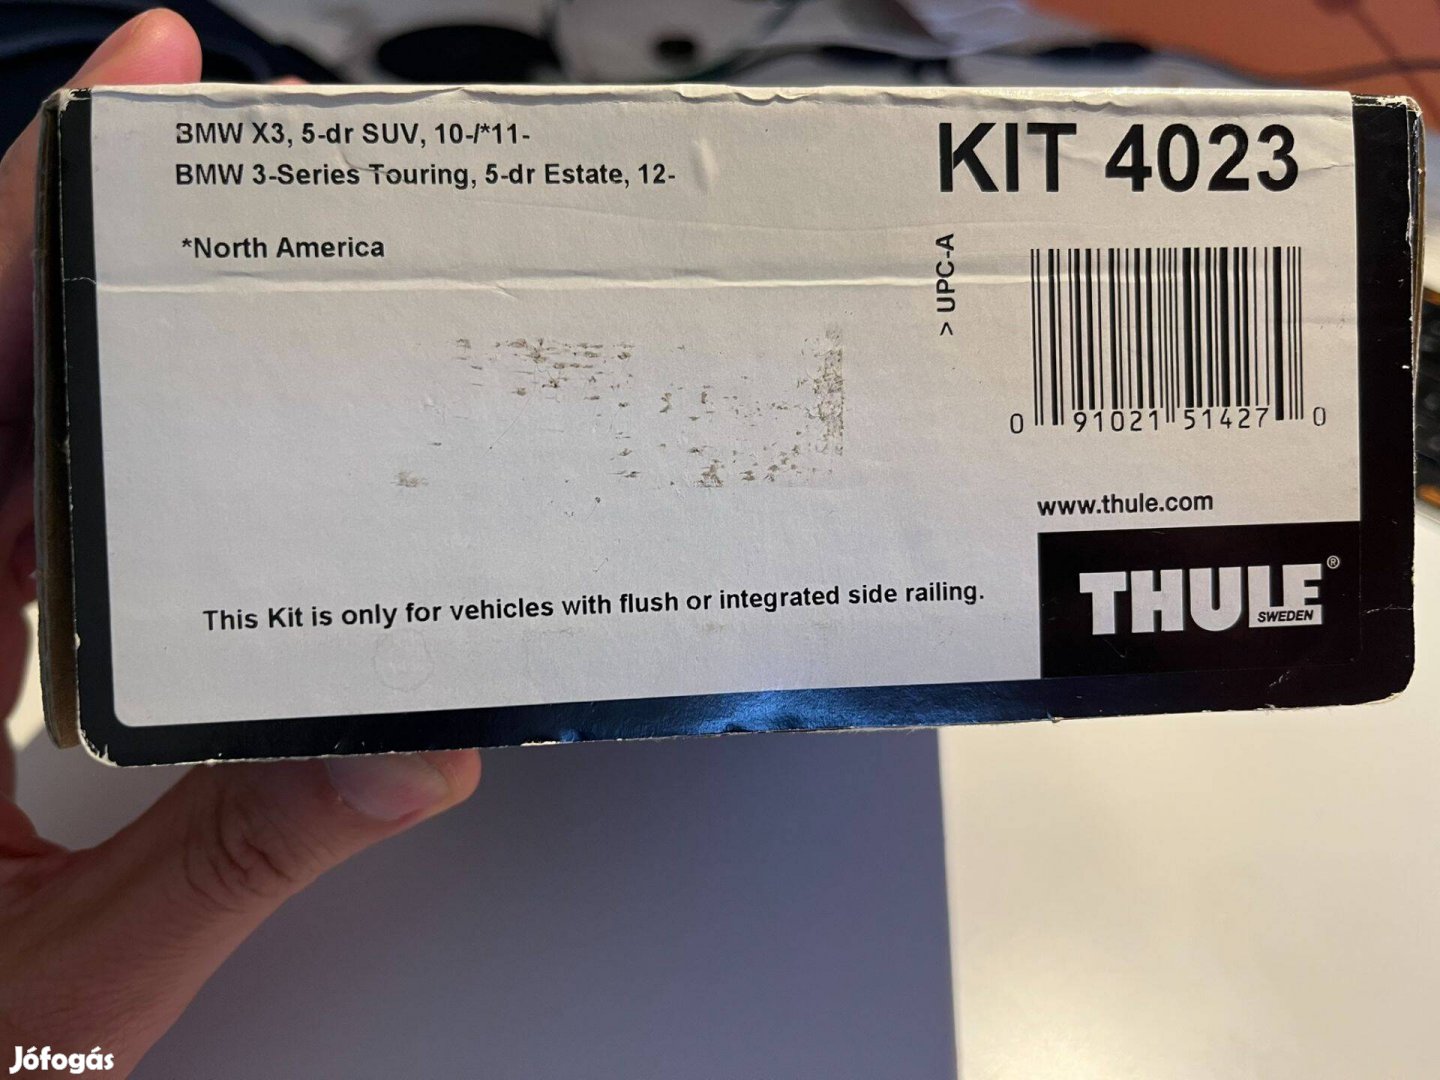 BMW X3, 5-dr SUV, 10-/*11-
BMW 3-Series Touring, 5-dr Estate, 12-
*North America
KIT 4023
> UPC-A
0 91021 51427 0
www.thule.com
THULE®
SWEDEN
This Kit is only for vehicles with flush or integrated side railing.
Jófogás